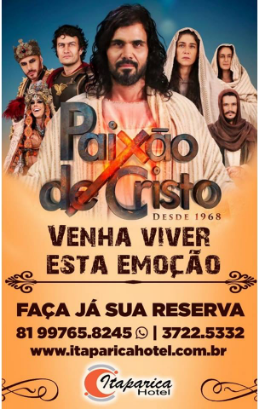 Paixão
de Cristo
DESDE 1968
VENHA VIVER
ESTA EMOÇÃO
FAÇA JÁ SUA RESERVA
81 99765.8245 | 3722.5332
www.itaparicahotel.com.br
Itaparica
Hotel